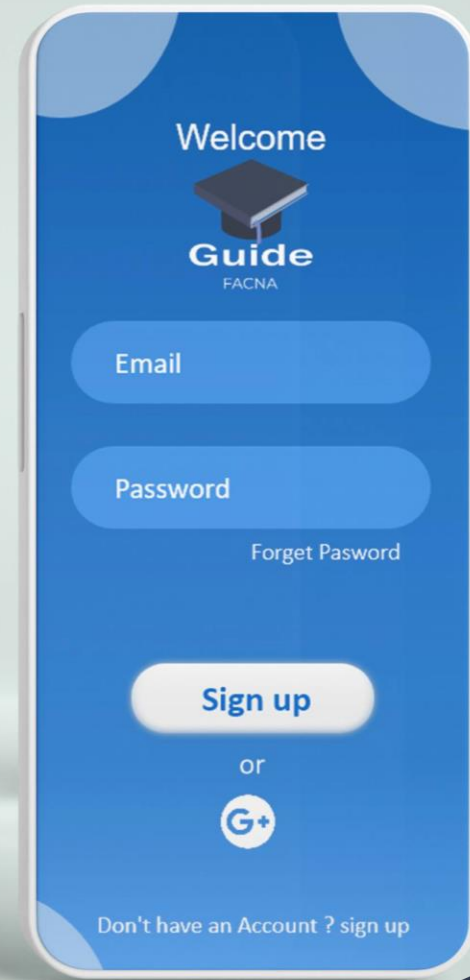 Welcome
Guide
FACNA
Email
Password
Forget Pasword
Sign up
or
G+
Don't have an Account ? sign up